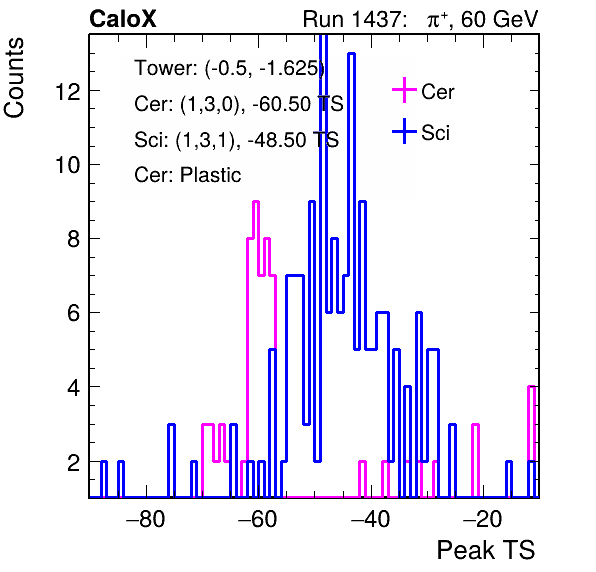 CaloX Run 1437: π⁺, 60 GeV
Counts
Tower: (-0.5, -1.625)
Cer: (1,3,0), -60.50 TS
Sci: (1,3,1), -48.50 TS
Cer: Plastic
Cer
Sci
12
10
8
6
4
2
−80 −60 −40 −20
Peak TS